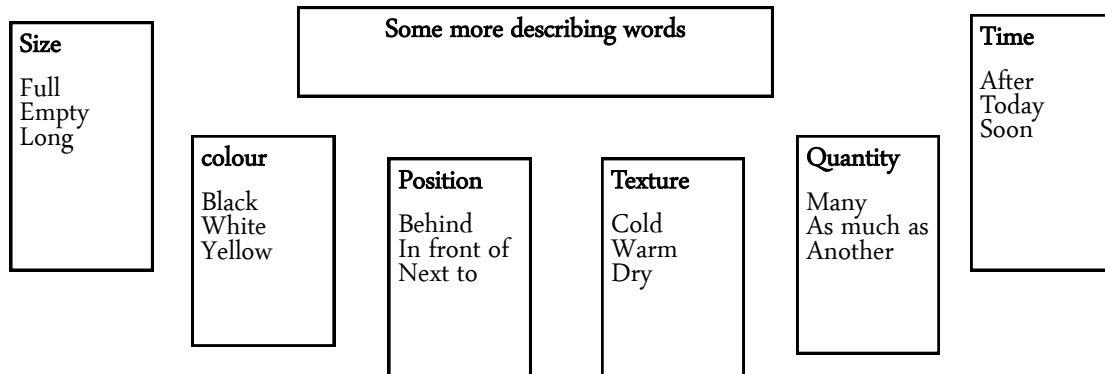 Some more describing words
Size
Full
Empty
Long
colour
Black
White
Yellow
Position
Behind
In front of
Next to
Texture
Cold
Warm
Dry
Quantity
Many
As much as
Another
Time
After
Today
Soon